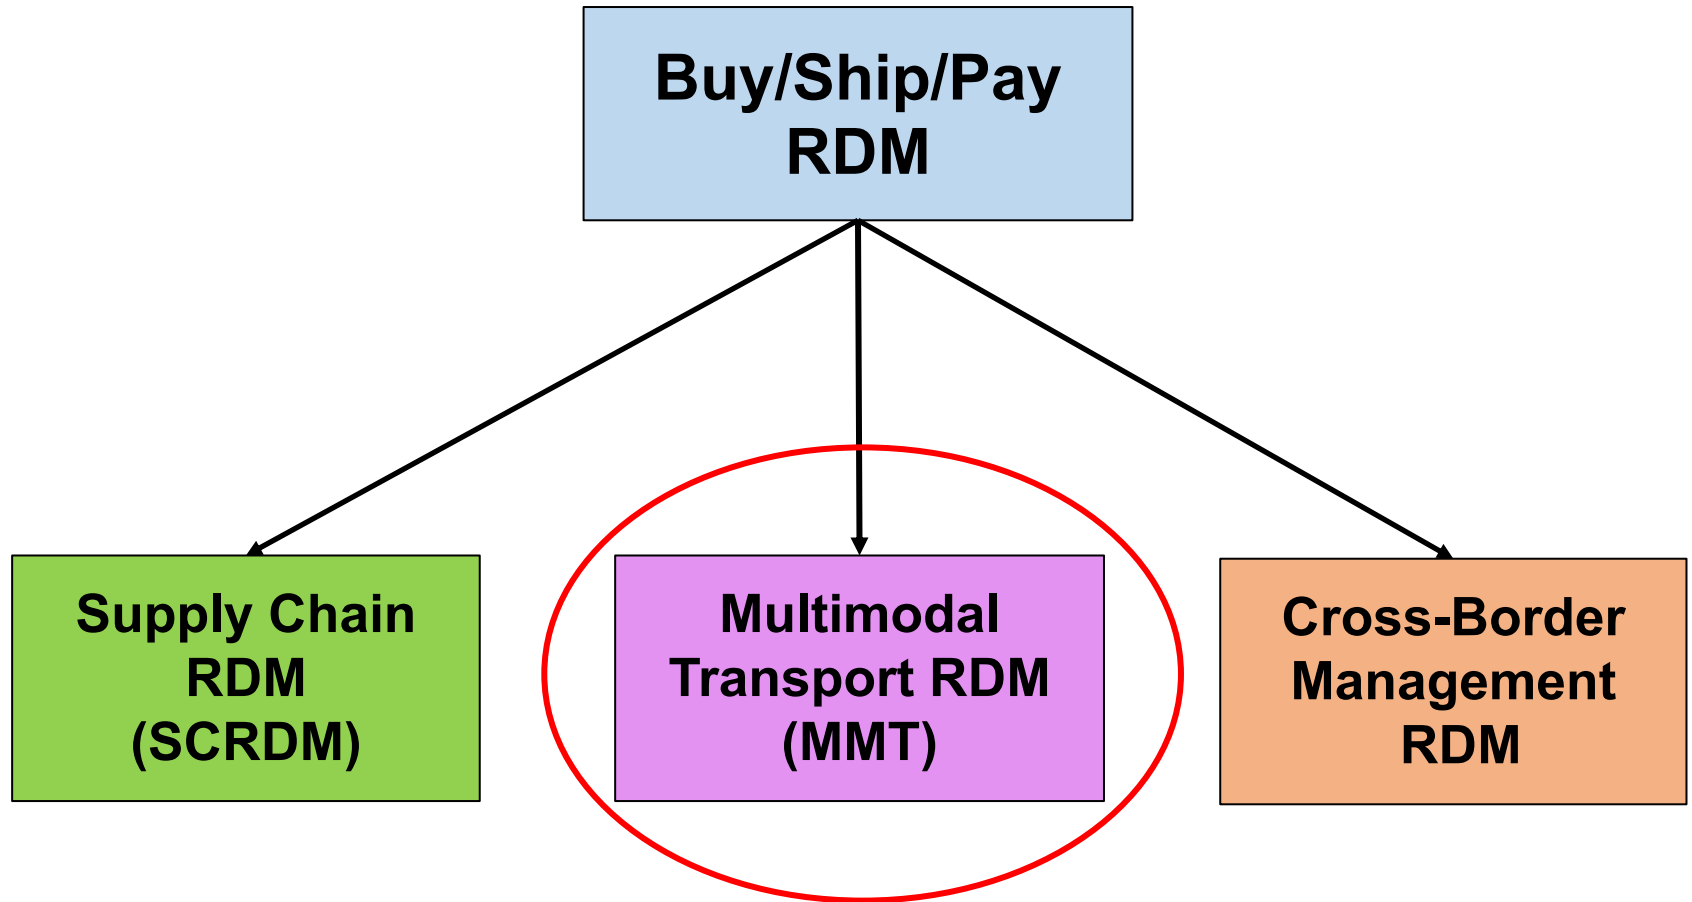 Buy/Ship/Pay
RDM
Supply Chain
RDM
(SCRDM)
Multimodal
Transport RDM
(MMT)
Cross-Border
Management
RDM